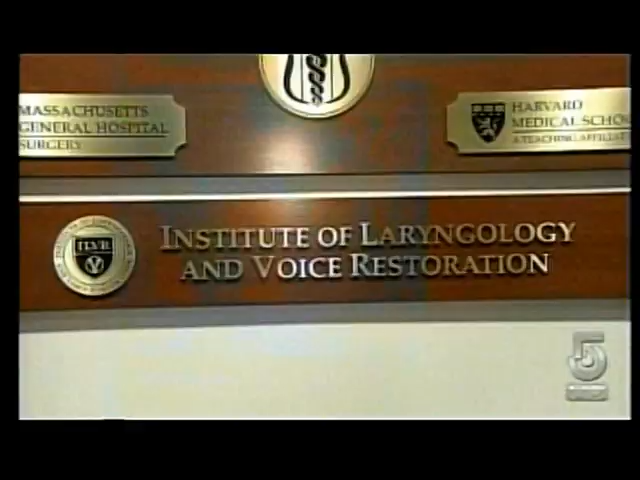 MASSACHUSETTS
GENERAL HOSPITAL
SURGERY
HARVARD
MEDICAL SCHO
A TEACHING AFFILIATE
ILVR
INSTITUTE OF LARYNGOLOGY
AND VOICE RESTORATION
5